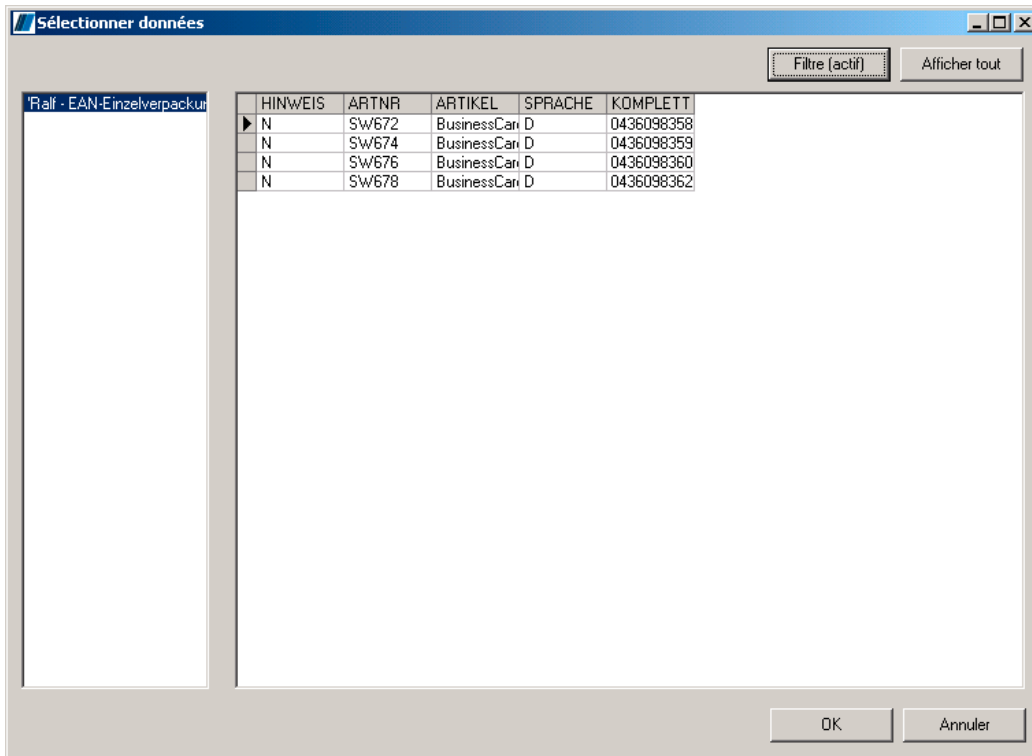 Sélectionner données
Filtre (actif) Afficher tout
'Ralf - EAN-Einzelverpackur
HINWEIS ARTNR ARTIKEL SPRACHE KOMPLETT
N SW672 BusinessCar D 0436098358
N SW674 BusinessCar D 0436098359
N SW676 BusinessCar D 0436098360
N SW678 BusinessCar D 0436098362
OK Annuler